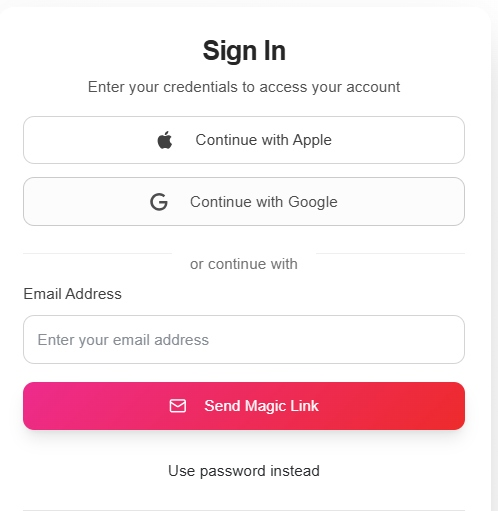 Sign In
Enter your credentials to access your account
Continue with Apple
Continue with Google
or continue with
Email Address
Enter your email address
Send Magic Link
Use password instead